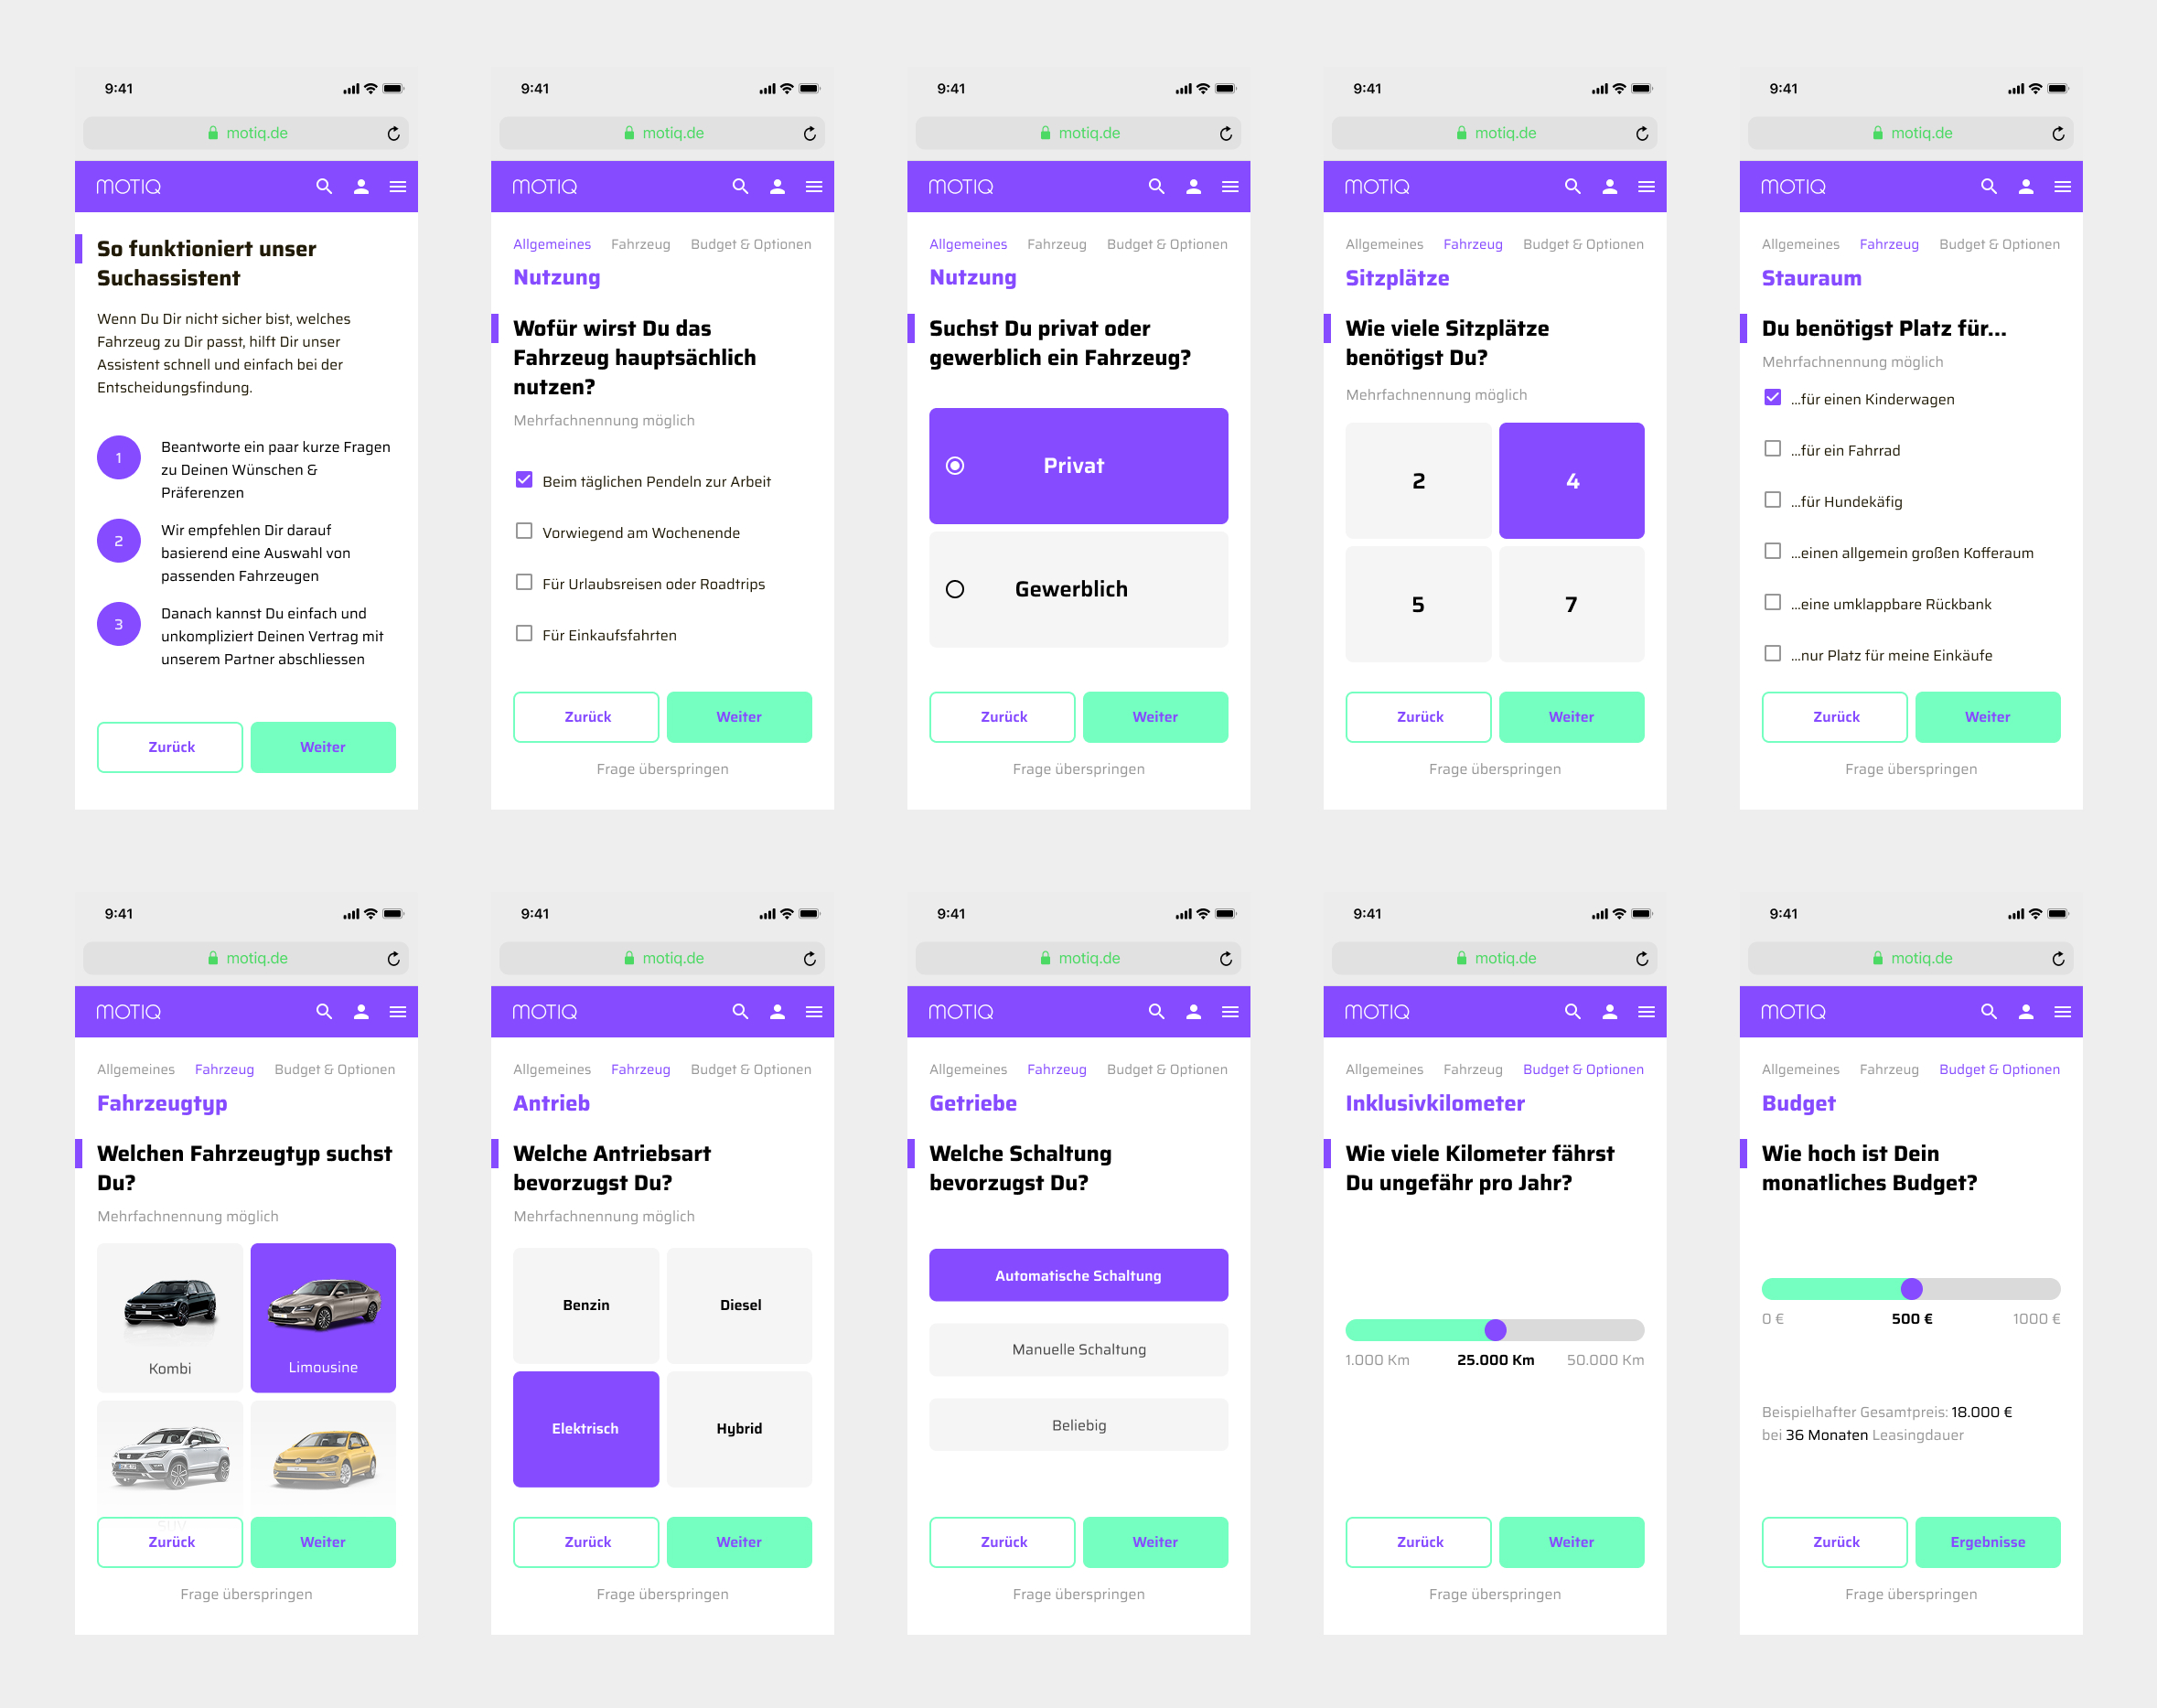 9:41
motiq.de
MOTIQ
So funktioniert unser
Suchassistent
Wenn Du Dir nicht sicher bist, welches
Fahrzeug zu Dir passt, hilft Dir unser
Assistent schnell und einfach bei der
Entscheidungsfindung.
1
Beantworte ein paar kurze Fragen
zu Deinen Wünschen &
Präferenzen
2
Wir empfehlen Dir darauf
basierend eine Auswahl von
passenden Fahrzeugen
3
Danach kannst Du einfach und
unkompliziert Deinen Vertrag mit
unserem Partner abschliessen
Zurück
Weiter
9:41
motiq.de
MOTIQ
Allgemeines Fahrzeug Budget & Optionen
Nutzung
Wofür wirst Du das
Fahrzeug hauptsächlich
nutzen?
Mehrfachnennung möglich
Beim täglichen Pendeln zur Arbeit
Vorwiegend am Wochenende
Für Urlaubsreisen oder Roadtrips
Für Einkaufsfahrten
Zurück
Weiter
Frage überspringen
9:41
motiq.de
MOTIQ
Allgemeines Fahrzeug Budget & Optionen
Nutzung
Suchst Du privat oder
gewerblich ein Fahrzeug?
Privat
Gewerblich
Zurück
Weiter
Frage überspringen
9:41
motiq.de
MOTIQ
Allgemeines Fahrzeug Budget & Optionen
Sitzplätze
Wie viele Sitzplätze
benötigst Du?
Mehrfachnennung möglich
2
4
5
7
Zurück
Weiter
Frage überspringen
9:41
motiq.de
MOTIQ
Allgemeines Fahrzeug Budget & Optionen
Stauraum
Du benötigst Platz für...
Mehrfachnennung möglich
...für einen Kinderwagen
...für ein Fahrrad
...für Hundekäfig
...einen allgemein großen Kofferaum
...eine umklappbare Rückbank
...nur Platz für meine Einkäufe
Zurück
Weiter
Frage überspringen
9:41
motiq.de
MOTIQ
Allgemeines Fahrzeug Budget & Optionen
Fahrzeugtyp
Welchen Fahrzeugtyp suchst
Du?
Mehrfachnennung möglich
Kombi
Limousine
SUV
Zurück
Weiter
Frage überspringen
9:41
motiq.de
MOTIQ
Allgemeines Fahrzeug Budget & Optionen
Antrieb
Welche Antriebsart
bevorzugst Du?
Mehrfachnennung möglich
Benzin
Diesel
Elektrisch
Hybrid
Zurück
Weiter
Frage überspringen
9:41
motiq.de
MOTIQ
Allgemeines Fahrzeug Budget & Optionen
Getriebe
Welche Schaltung
bevorzugst Du?
Automatische Schaltung
Manuelle Schaltung
Beliebig
Zurück
Weiter
Frage überspringen
9:41
motiq.de
MOTIQ
Allgemeines Fahrzeug Budget & Optionen
Inklusivkilometer
Wie viele Kilometer fährst
Du ungefähr pro Jahr?
1.000 Km 25.000 Km 50.000 Km
Zurück
Weiter
Frage überspringen
9:41
motiq.de
MOTIQ
Allgemeines Fahrzeug Budget & Optionen
Budget
Wie hoch ist Dein
monatliches Budget?
0 € 500 € 1000 €
Beispielhafter Gesamtpreis: 18.000 €
bei 36 Monaten Leasingdauer
Zurück
Ergebnisse
Frage überspringen